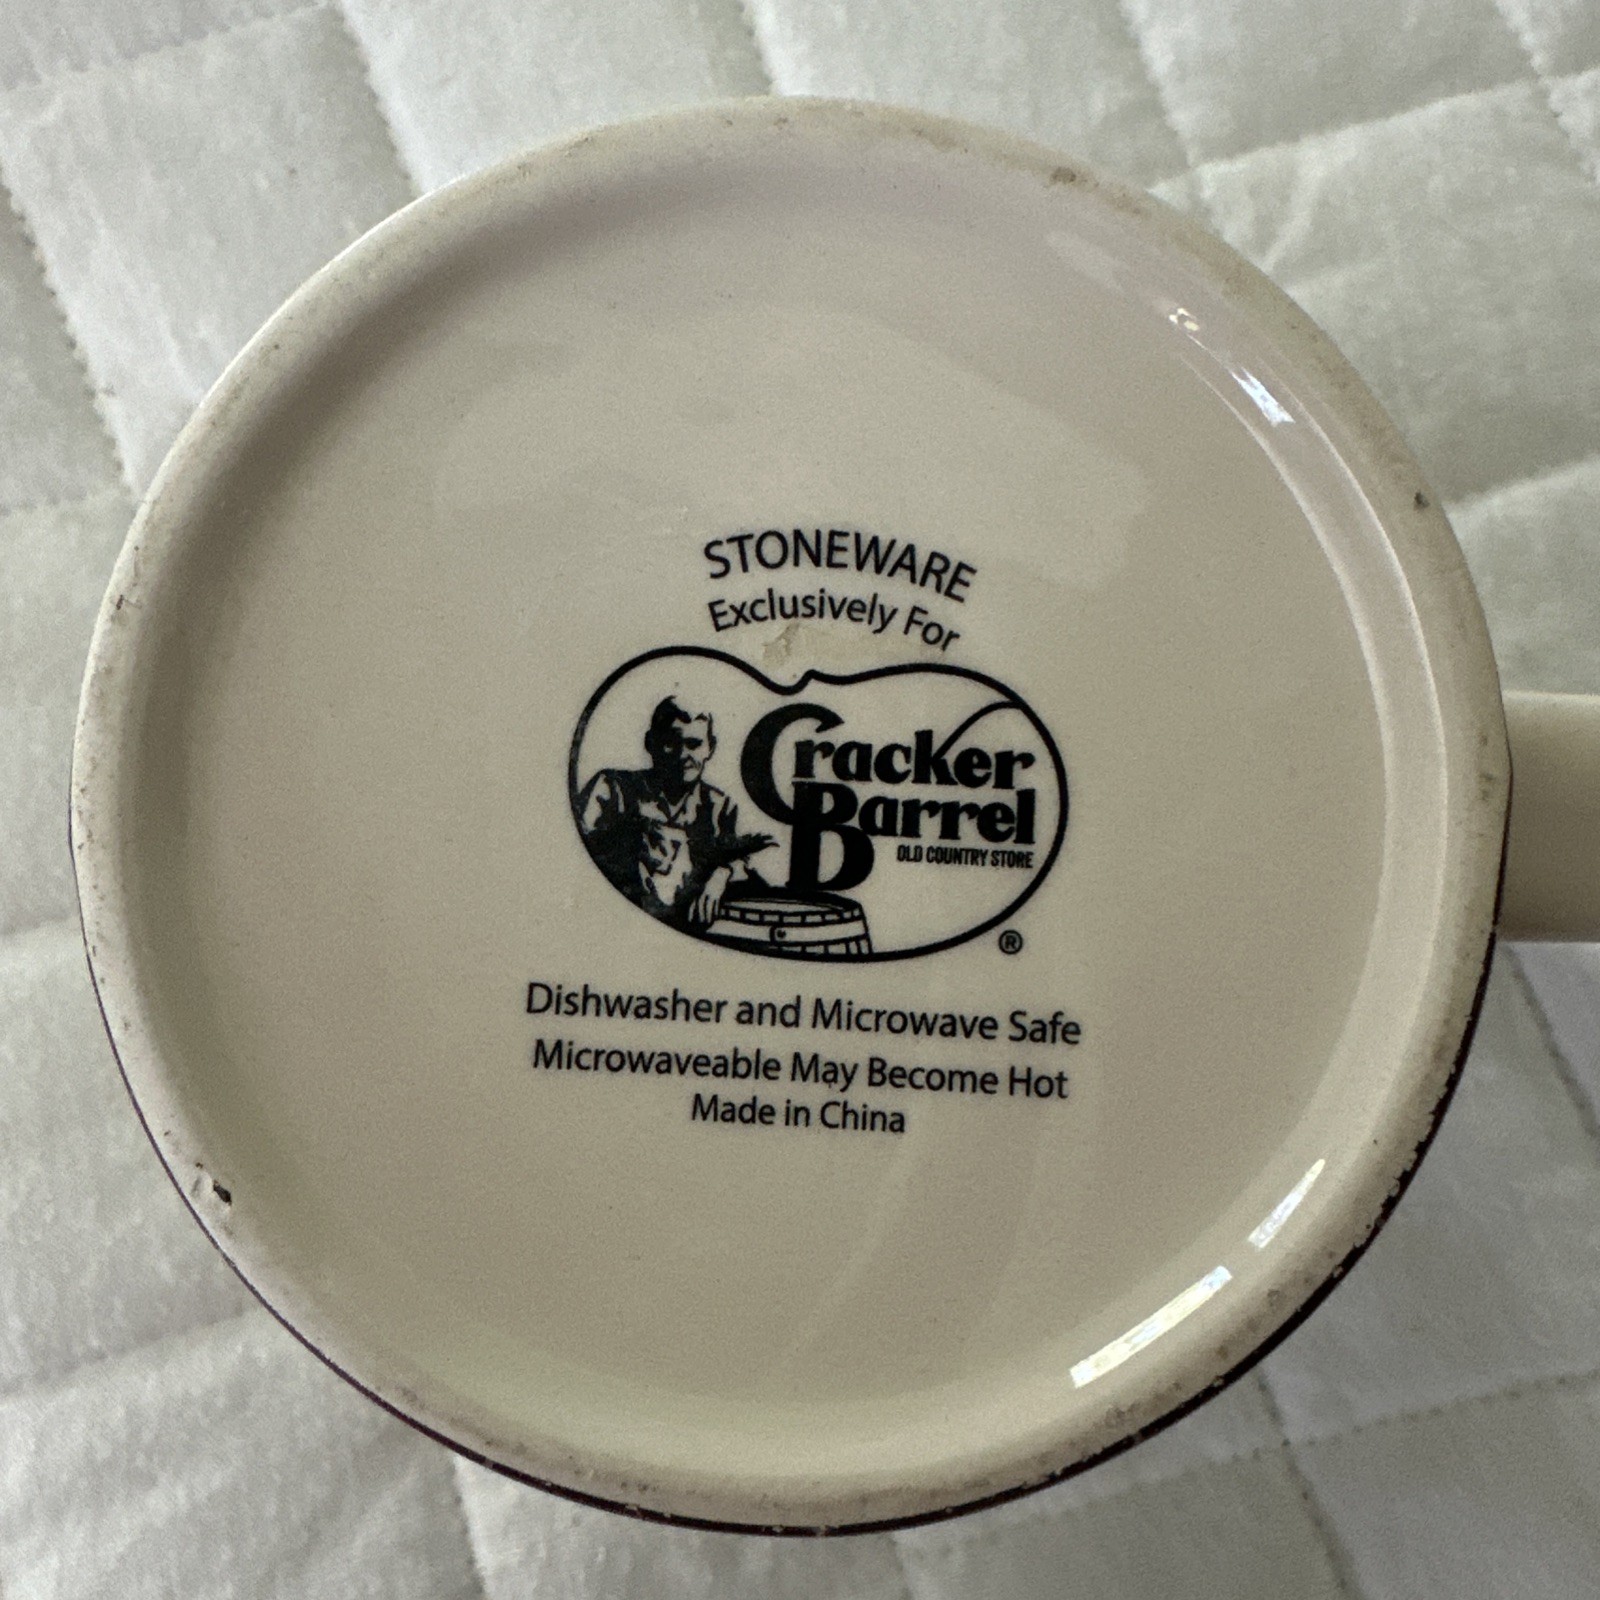 STONEWARE
Exclusively For
Cracker
Barrel
OLD COUNTRY STORE
®
Dishwasher and Microwave Safe
Microwaveable May Become Hot
Made in China